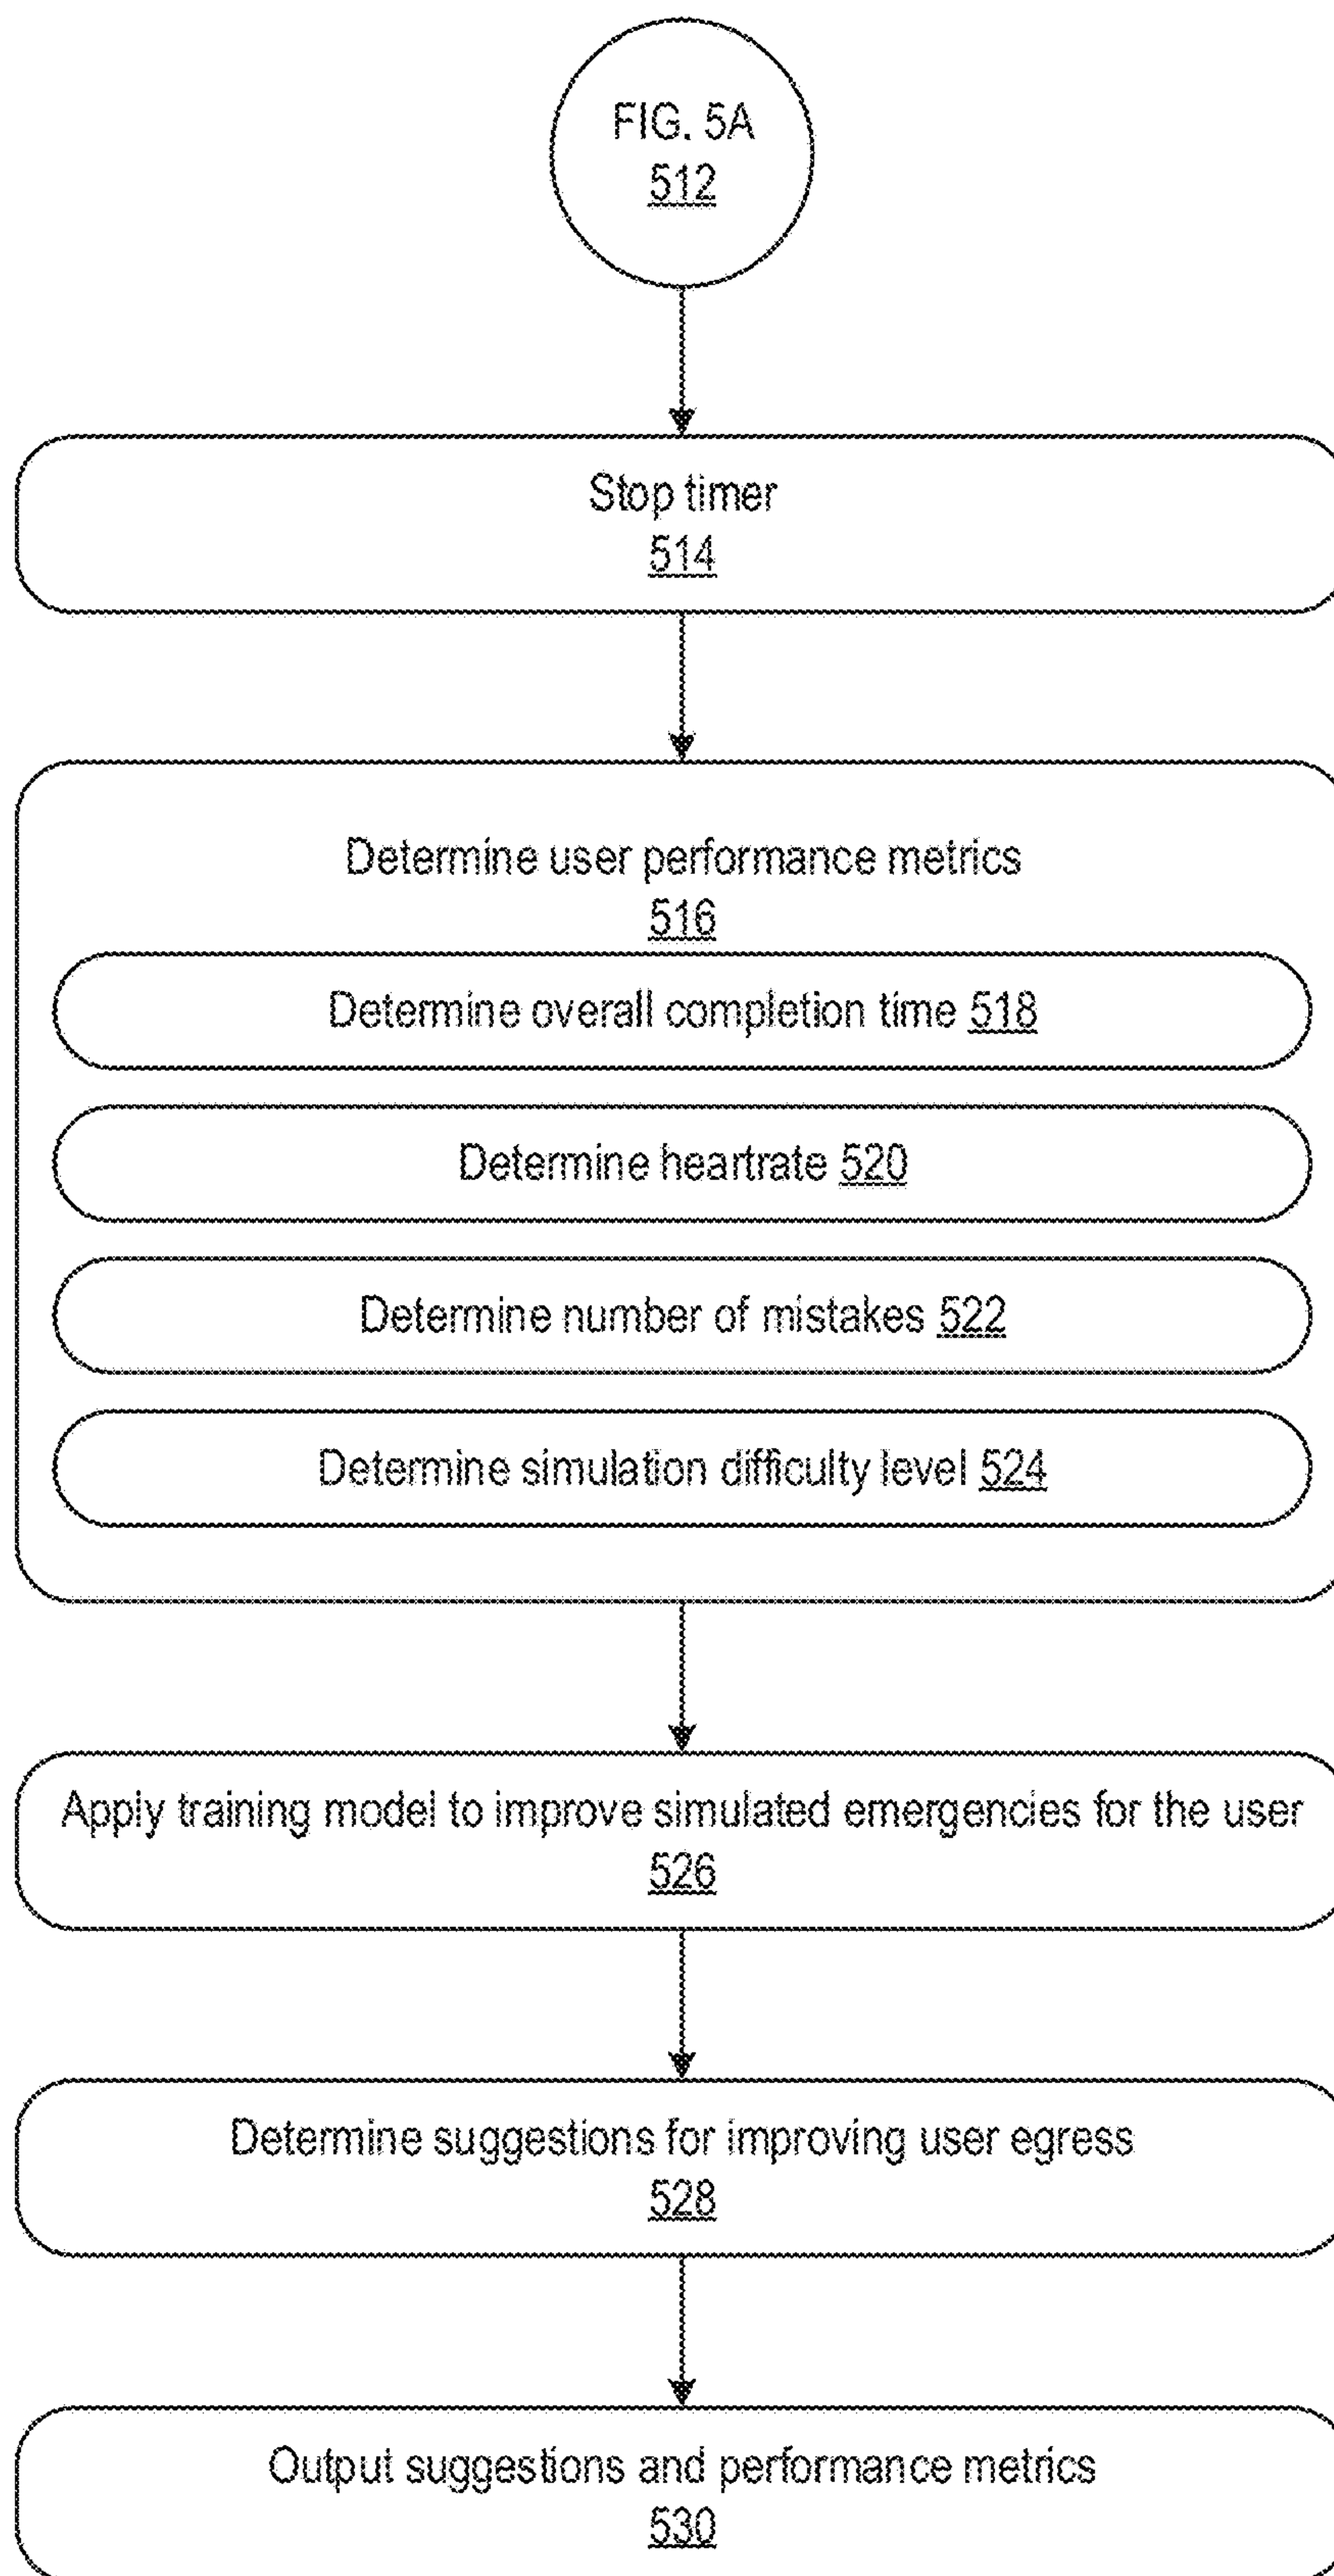 FIG. 5A
512
Stop timer
514
Determine user performance metrics
516
Determine overall completion time 518
Determine heartrate 520
Determine number of mistakes 522
Determine simulation difficulty level 524
Apply training model to improve simulated emergencies for the user
526
Determine suggestions for improving user egress
528
Output suggestions and performance metrics
530